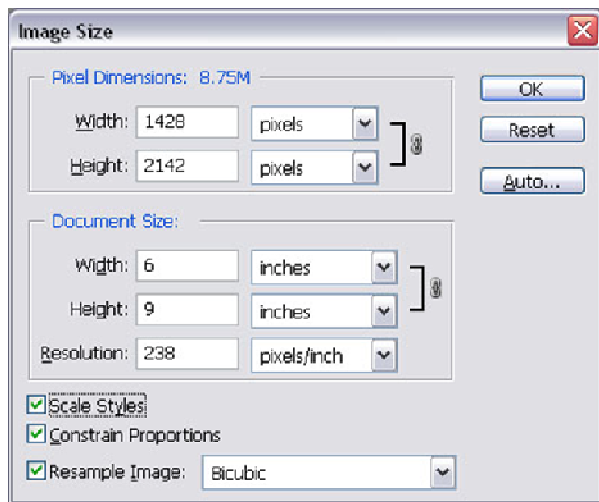 Image Size
Pixel Dimensions: 8.75M
Width: 1428 pixels
Height: 2142 pixels
OK
Reset
Auto...
Document Size:
Width: 6 inches
Height: 9 inches
Resolution: 238 pixels/inch
Scale Styles
Constrain Proportions
Resample Image: Bicubic